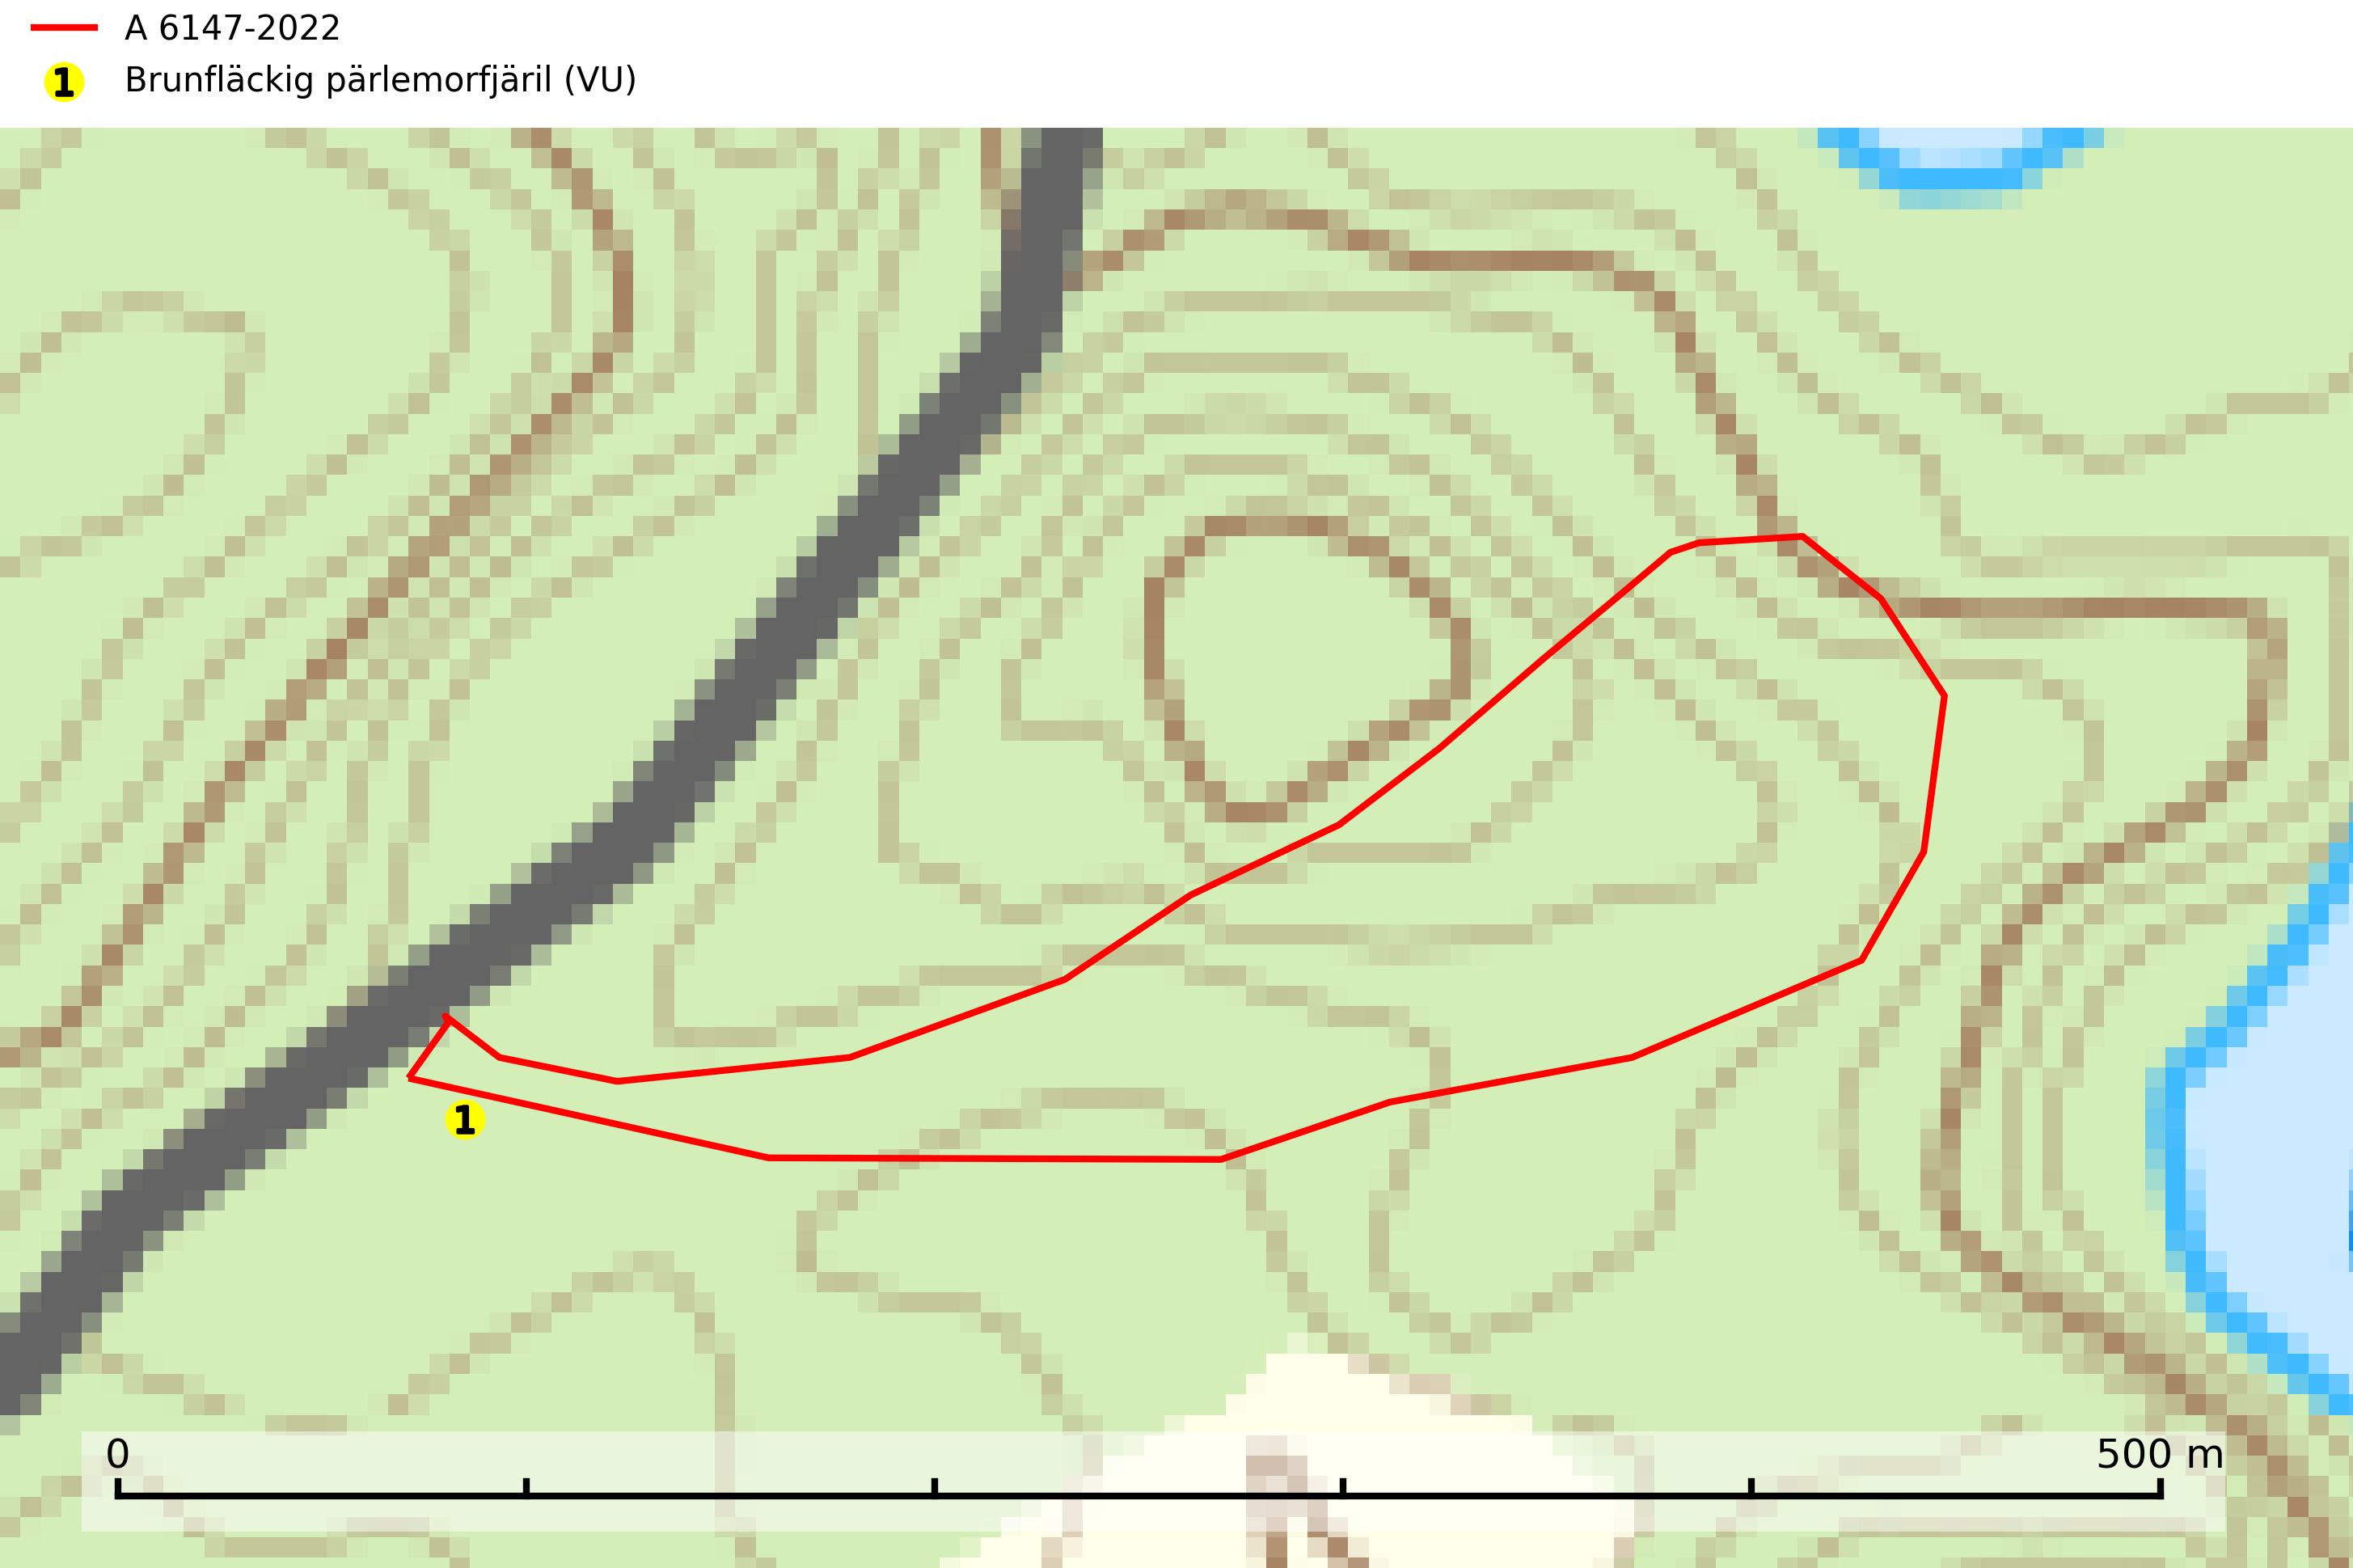 A 6147-2022
1 Brunfläckig pärlemorfjäril (VU)
1
0 500 m